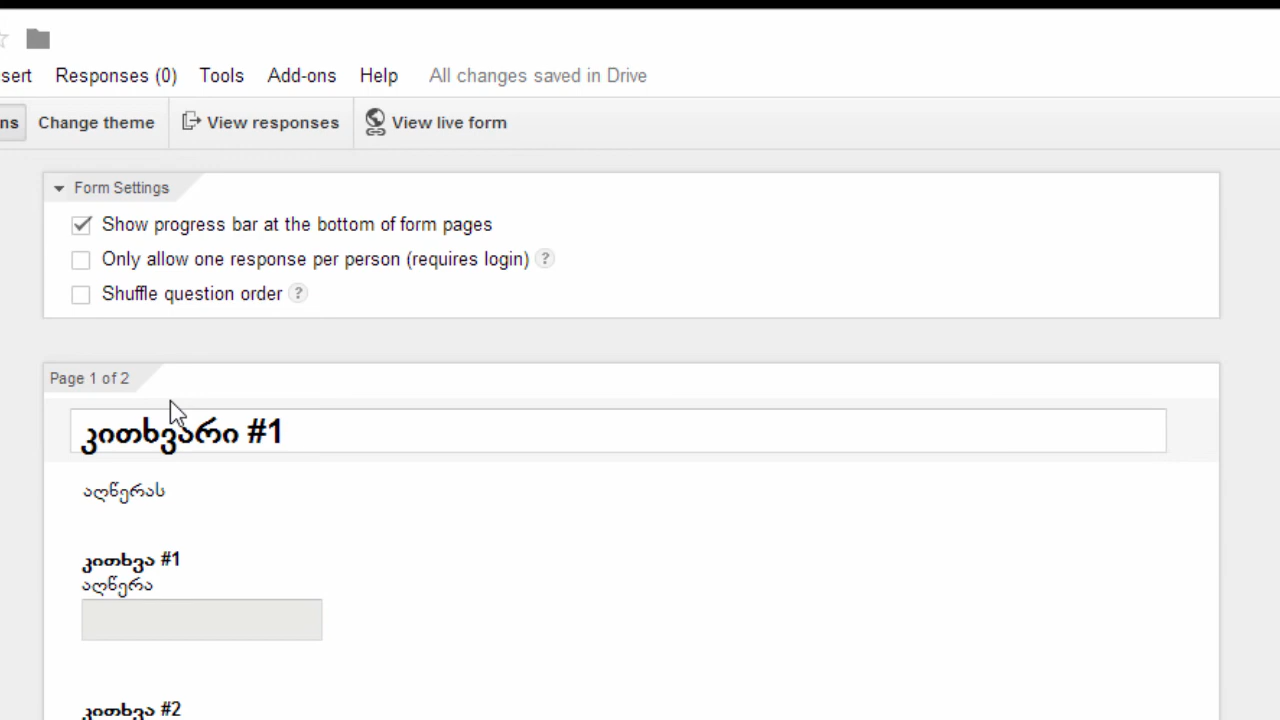 sert Responses (0) Tools Add-ons Help All changes saved in Drive
ns Change theme View responses View live form
Form Settings
Show progress bar at the bottom of form pages
Only allow one response per person (requires login) ?
Shuffle question order ?
Page 1 of 2
კითხვარი #1
აღწერას
კითხვა #1
აღწერა
კითხვა #2